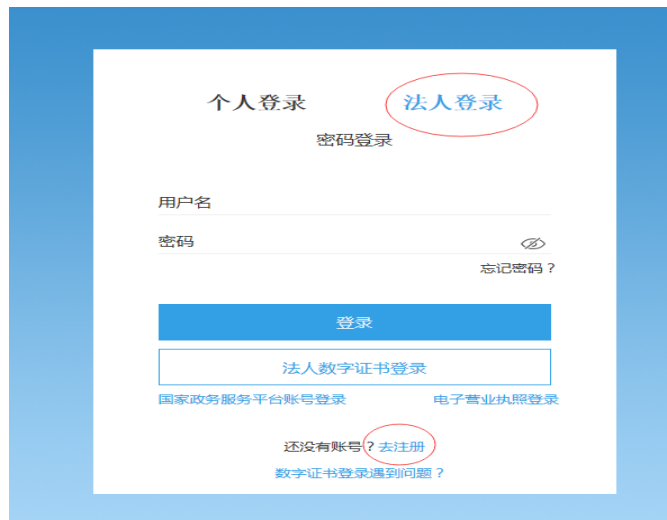 个人登录 法人登录
密码登录
用户名
密码
忘记密码？
登录
法人数字证书登录
国家政务服务平台账号登录 电子营业执照登录
还没有账号？去注册
数字证书登录遇到问题？